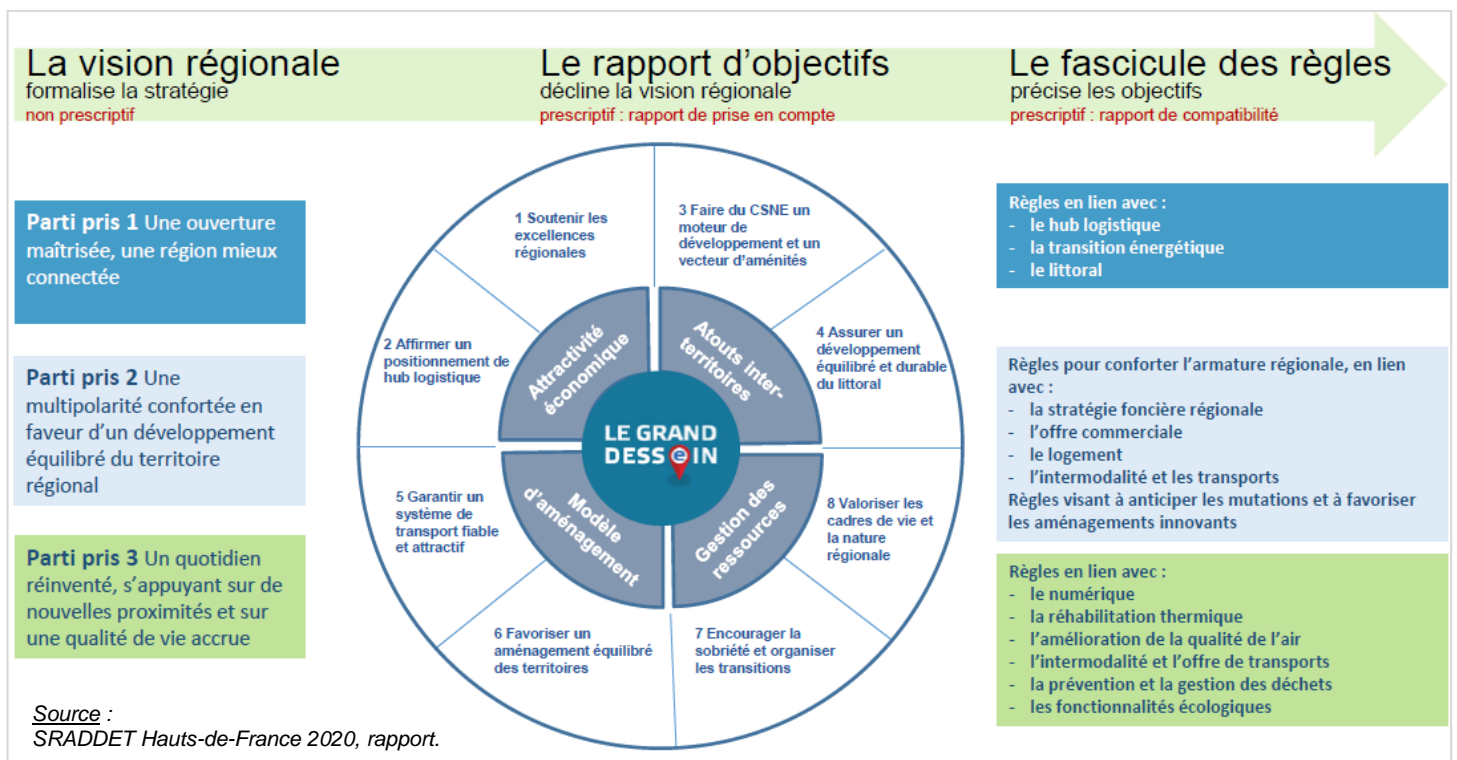 La vision régionale
formalise la stratégie
non prescriptif
Le rapport d'objectifs
décline la vision régionale
prescriptif : rapport de prise en compte
Le fascicule des règles
précise les objectifs
prescriptif : rapport de compatibilité
Parti pris 1 Une ouverture
maîtrisée, une région mieux
connectée
Parti pris 2 Une
multipolarité confortée en
faveur d'un développement
équilibré du territoire
régional
Parti pris 3 Un quotidien
réinventé, s'appuyant sur de
nouvelles proximités et sur
une qualité de vie accrue
1 Soutenir les
excellences
régionales
3 Faire du CSNE un
moteur de
développement et un
vecteur d'aménités
2 Affirmer un
positionnement de
hub logistique
4 Assurer un
développement
équilibré et durable
du littoral
Attractivité
économique
Atouts inter-
territoires
LE GRAND
DESSEIN
Modèle
d'aménagement
Gestion des
ressources
5 Garantir un
système de
transport fiable
et attractif
8 Valoriser les
cadres de vie et
la nature
régionale
6 Favoriser un
aménagement équilibré
des territoires
7 Encourager la
sobriété et organiser
les transitions
Règles en lien avec :
- le hub logistique
- la transition énergétique
- le littoral
Règles pour conforter l'armature régionale, en lien
avec :
- la stratégie foncière régionale
- l'offre commerciale
- le logement
- l'intermodalité et les transports
Règles visant à anticiper les mutations et à favoriser
les aménagements innovants
Règles en lien avec :
- le numérique
- la réhabilitation thermique
- l'amélioration de la qualité de l'air
- l'intermodalité et l'offre de transports
- la prévention et la gestion des déchets
- les fonctionnalités écologiques
Source :
SRADDET Hauts-de-France 2020, rapport.